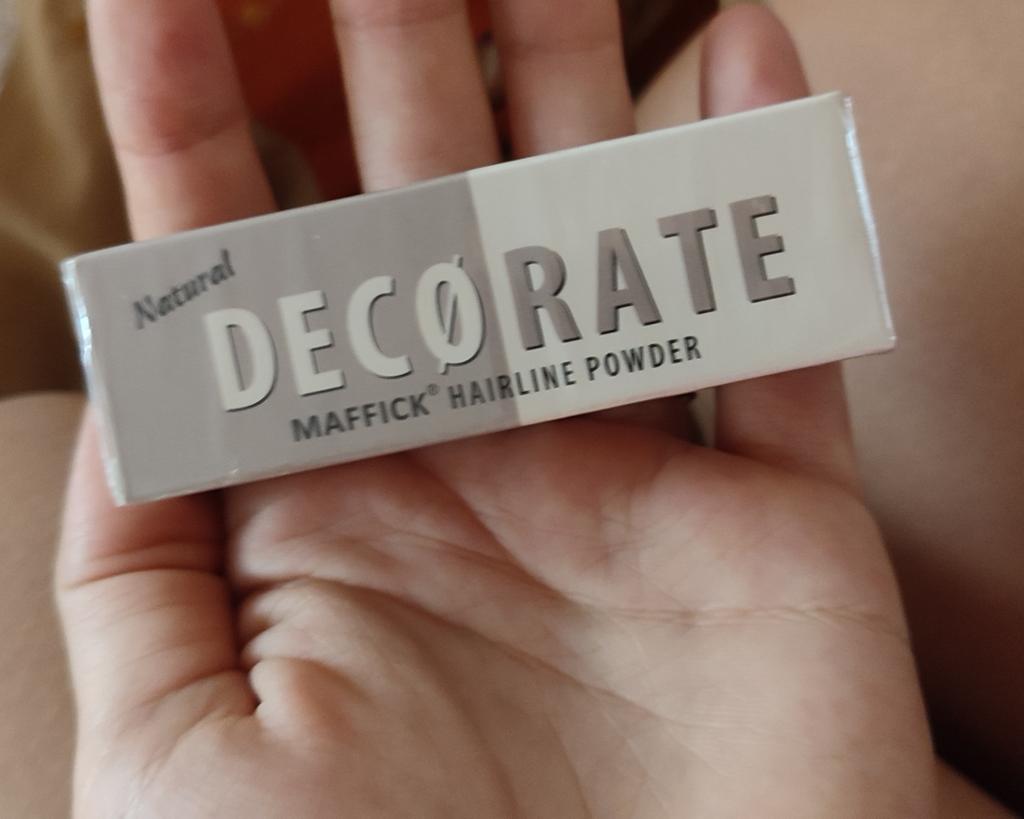 Natural
DECØRATE
MAFFICK® HAIRLINE POWDER